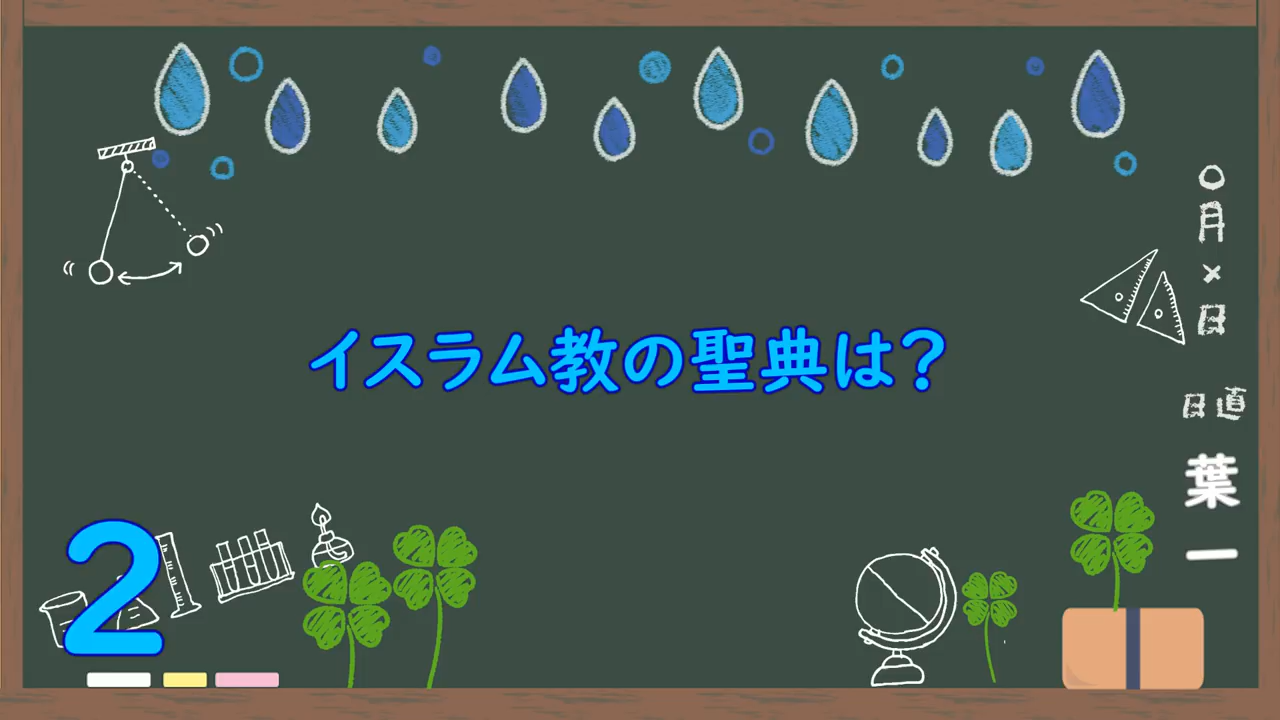 イスラム教の聖典は？
2
〇月×日
日直
葉一